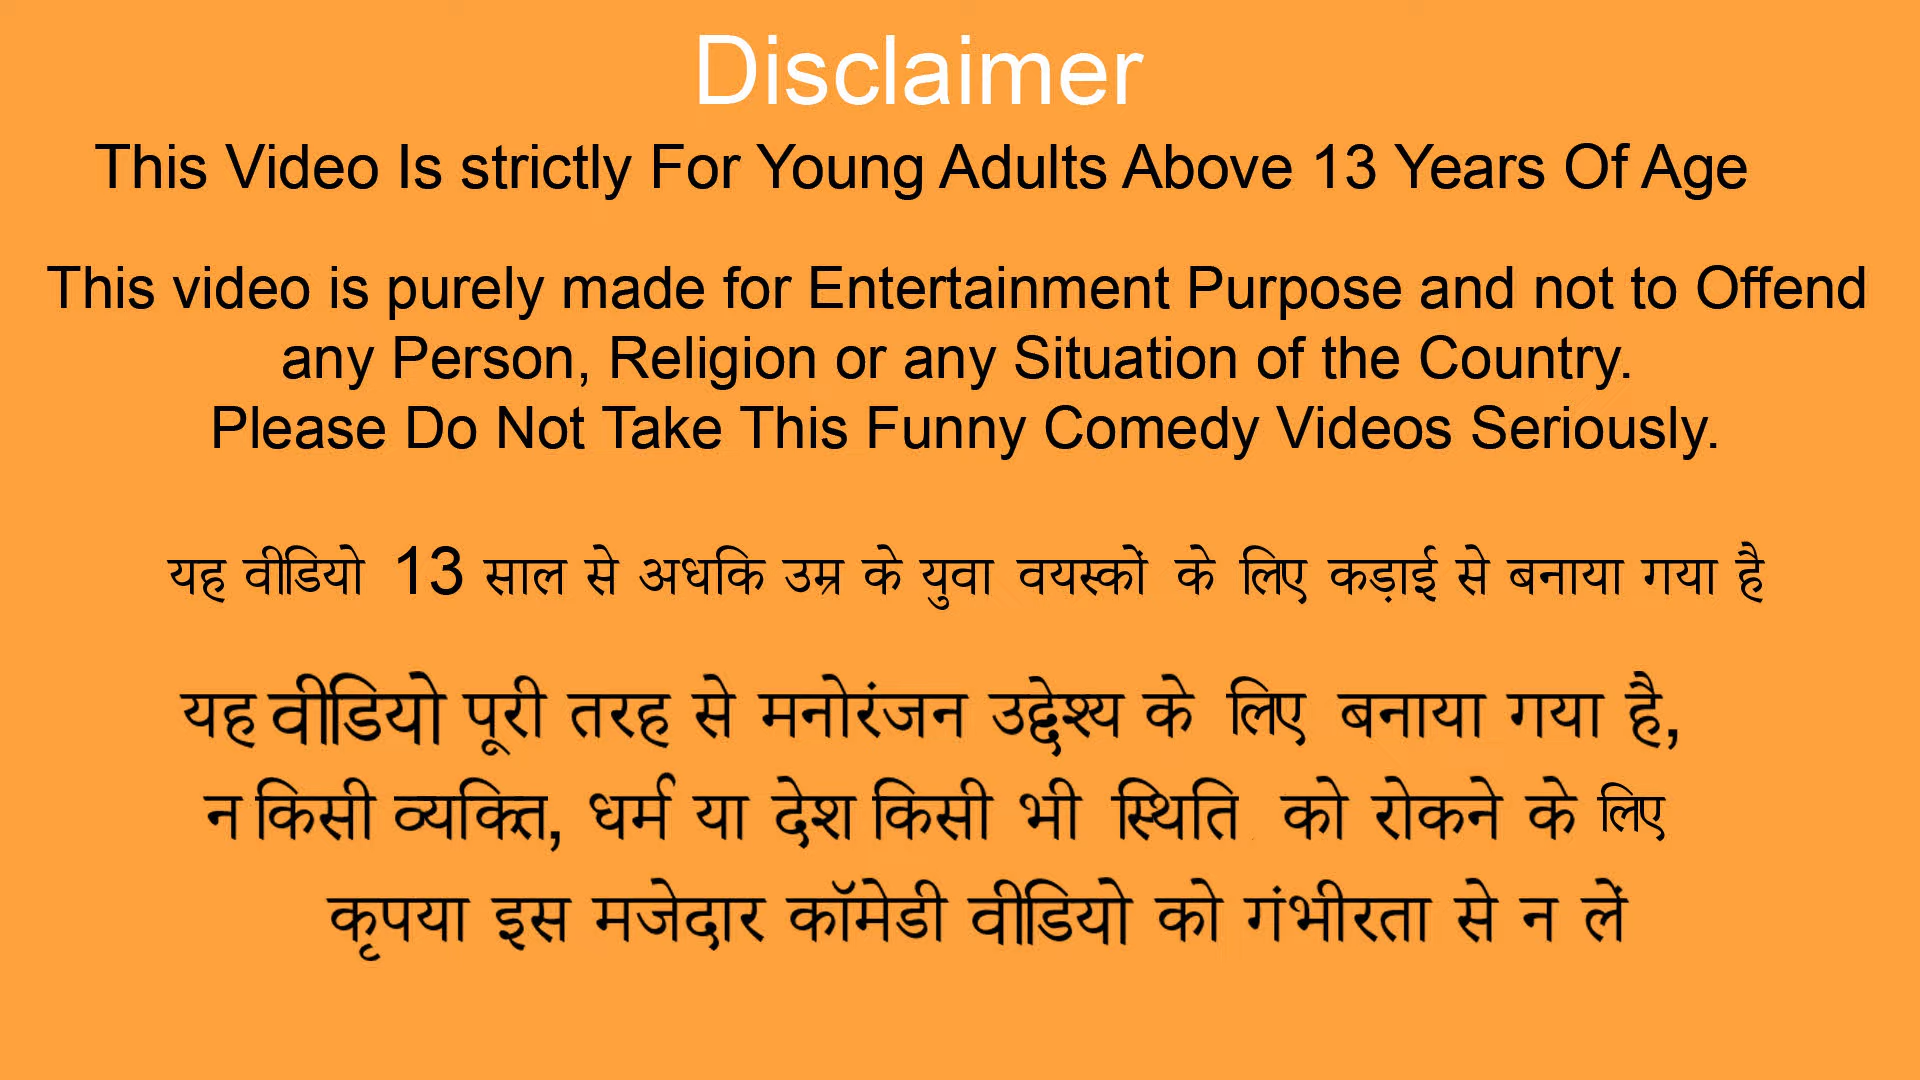 Disclaimer
This Video Is strictly For Young Adults Above 13 Years Of Age
This video is purely made for Entertainment Purpose and not to Offend
any Person, Religion or any Situation of the Country.
Please Do Not Take This Funny Comedy Videos Seriously.
यह वीडियो 13 साल से अधकि उम्र के युवा वयस्कों के लिए कड़ाई से बनाया गया है
यह वीडियो पूरी तरह से मनोरंजन उद्देश्य के लिए बनाया गया है,
न किसी व्यक्ति, धर्म या देश किसी भी स्थिति को रोकने के लिए
कृपया इस मजेदार कॉमेडी वीडियो को गंभीरता से न लें